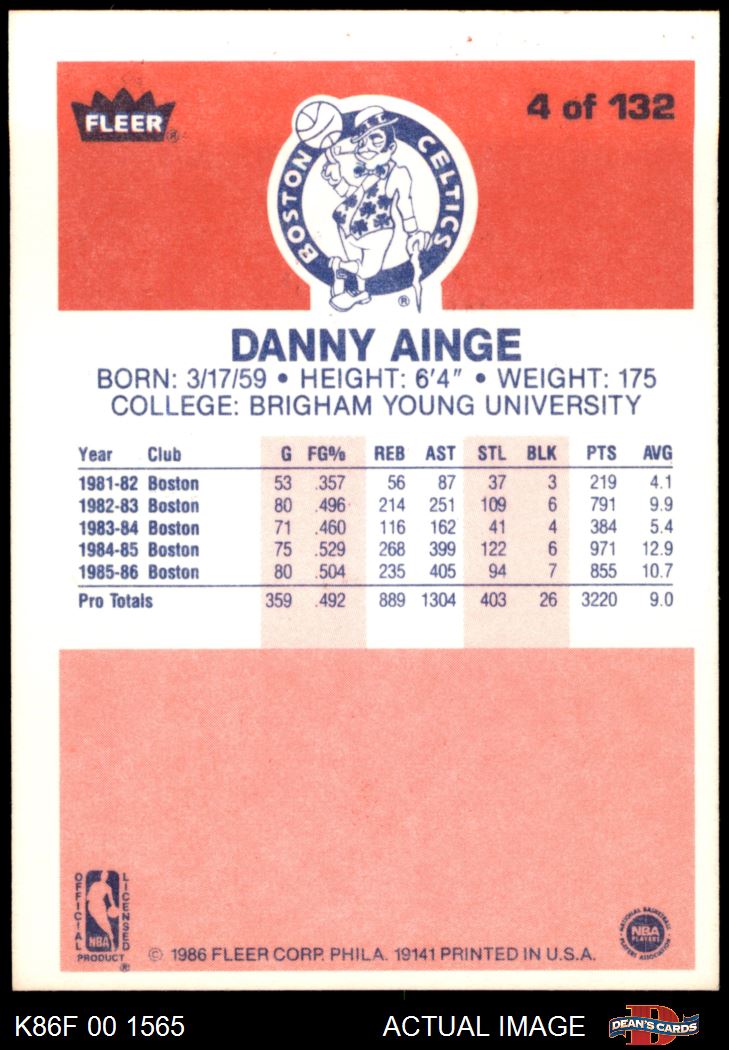 FLEER ®
4 of 132
BOSTON CELTICS
®
DANNY AINGE
BORN: 3/17/59 • HEIGHT: 6'4" • WEIGHT: 175
COLLEGE: BRIGHAM YOUNG UNIVERSITY
Year Club G FG% REB AST STL BLK PTS AVG
1981-82 Boston 53 .357 56 87 37 3 219 4.1
1982-83 Boston 80 .496 214 251 109 6 791 9.9
1983-84 Boston 71 .460 116 162 41 4 384 5.4
1984-85 Boston 75 .529 268 399 122 6 971 12.9
1985-86 Boston 80 .504 235 405 94 7 855 10.7
Pro Totals 359 .492 889 1304 403 26 3220 9.0
OFFICIAL LICENSED
NBA
PRODUCT ®
© 1986 FLEER CORP. PHILA. 19141 PRINTED IN U.S.A.
NATIONAL BASKETBALL
NBA
PLAYERS
PLAYERS ASSOCIATION
K86F 00 1565 ACTUAL IMAGE DEAN'S CARDS